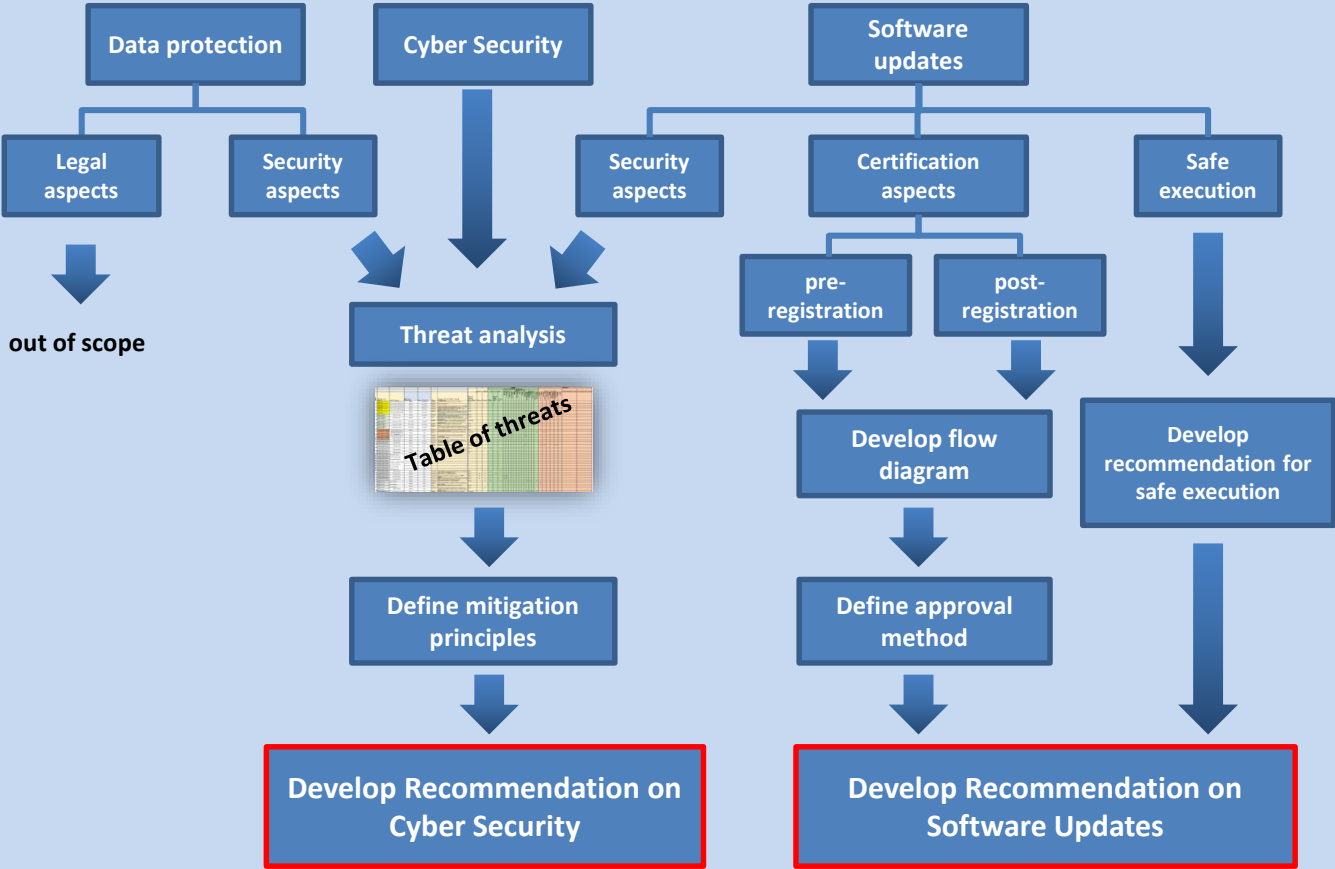 Data protection
Cyber Security
Software
updates
Legal
aspects
Security
aspects
Security
aspects
Certification
aspects
Safe
execution
pre-
registration
post-
registration
out of scope
Threat analysis
Table of threats
Develop flow
diagram
Develop
recommendation for
safe execution
Define mitigation
principles
Define approval
method
Develop Recommendation on
Cyber Security
Develop Recommendation on
Software Updates